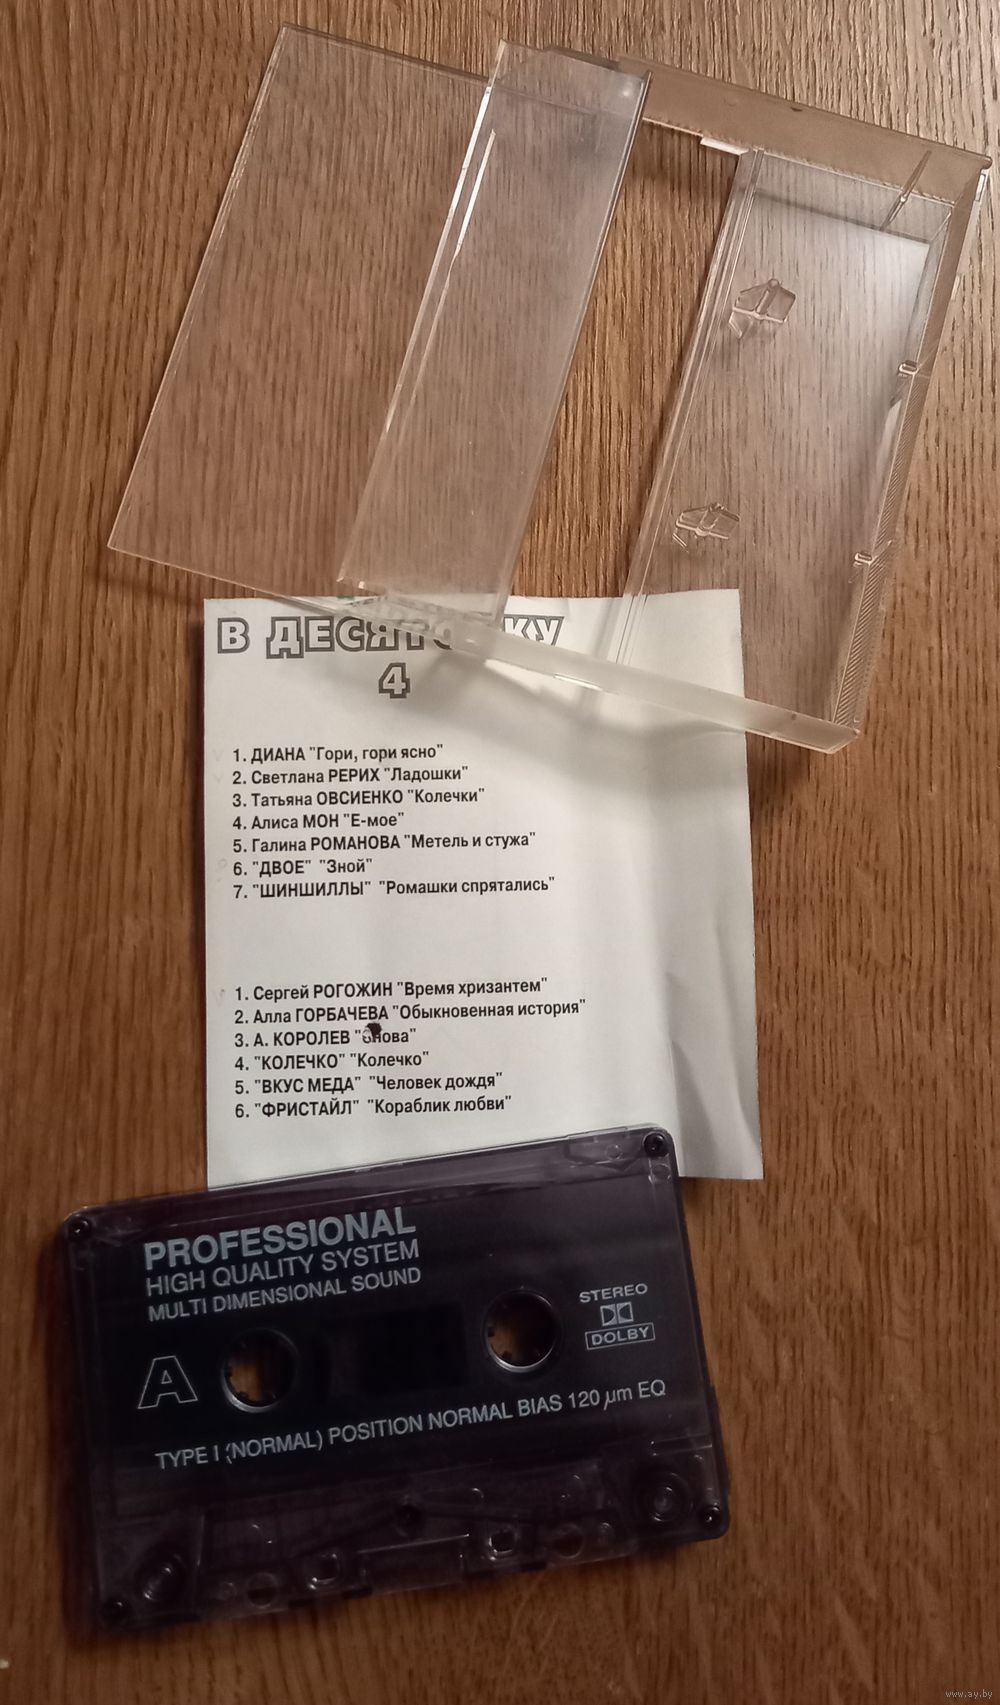 В
4
1. ДИАНА "Гори, гори ясно"
2. Светлана РЕРИХ "Ладошки"
3. Татьяна ОВСИЕНКО "Колечки"
4. Алиса МОН "Е-мое"
5. Галина РОМАНОВА "Метель и стужа"
6. "ДВОЕ" "Зной"
7. "ШИНШИЛЛЫ" "Ромашки спрятались"
1. Сергей РОГОЖИН "Время хризантем"
2. Алла ГОРБАЧЕВА "Обыкновенная история"
3. А. КОРОЛЕВ
4. "КОЛЕЧКО" "Колечко"
5. "ВКУС МЕДА" "Человек дождя"
6. "ФРИСТАЙЛ" "Кораблик любви"
PROFESSIONAL
HIGH QUALITY SYSTEM
MULTI DIMENSIONAL SOUND
STEREO
DOLBY
A
TYPE I (NORMAL) POSITION NORMAL BIAS 120 µm EQ
www.ay.by